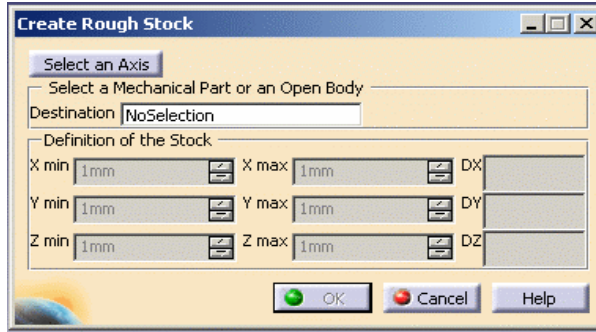 Create Rough Stock
Select an Axis
Select a Mechanical Part or an Open Body
Destination NoSelection
Definition of the Stock
X min 1mm X max 1mm DX
Y min 1mm Y max 1mm DY
Z min 1mm Z max 1mm DZ
OK Cancel Help